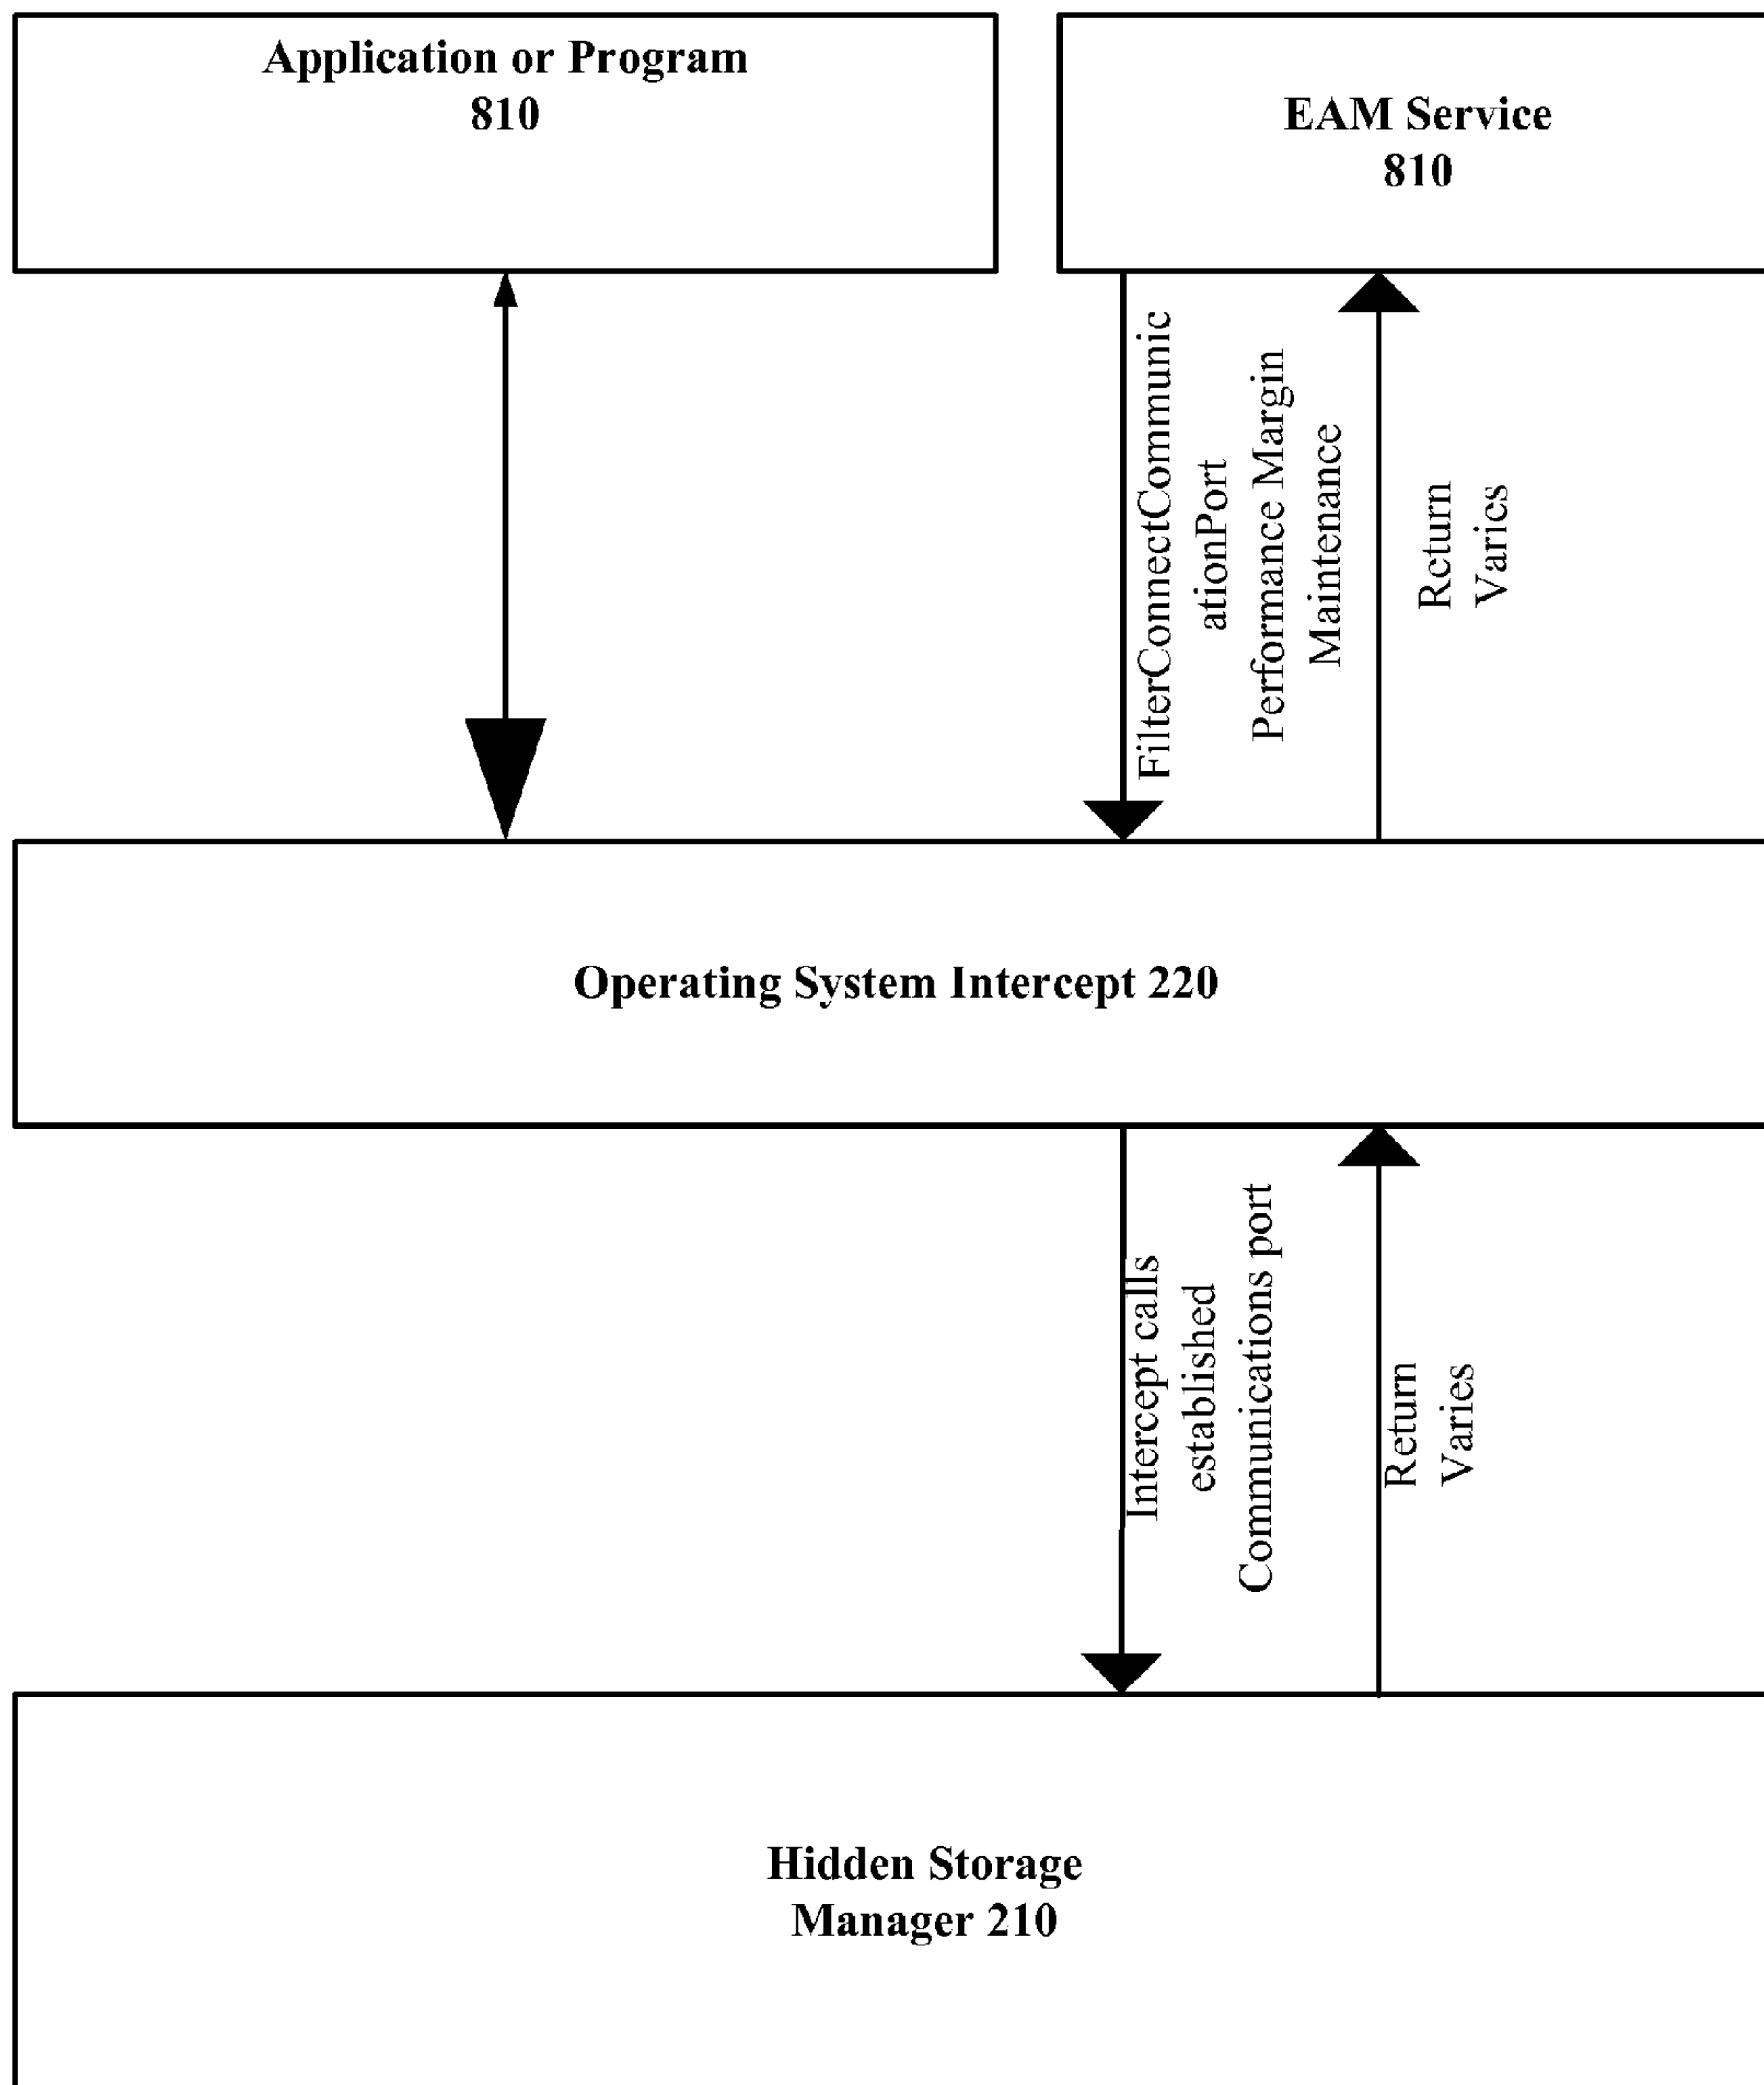 Application or Program
810
EAM Service
810
FilterConnectCommunic
ationPort
Performance Margin
Maintenance
Return
Varies
Operating System Intercept 220
Intercept calls
established
Communications port
Return
Varies
Hidden Storage
Manager 210